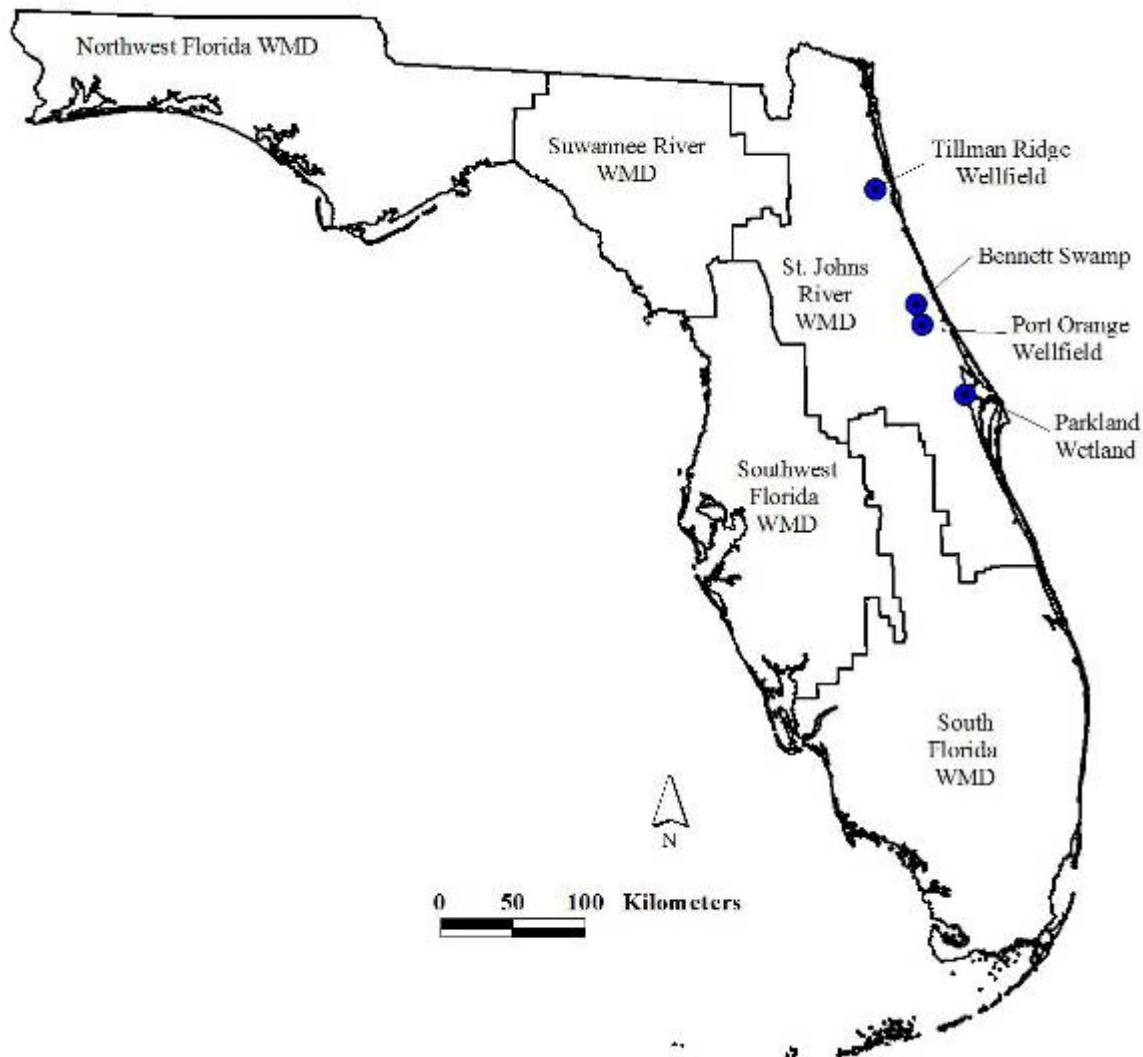 Northwest Florida WMD
Suwannee River
WMD
Tillman Ridge
Wellfield
Bennett Swamp
St. Johns
River
WMD
Port Orange
Wellfield
Parkland
Wetland
Southwest
Florida
WMD
South
Florida
WMD
N
0 50 100 Kilometers